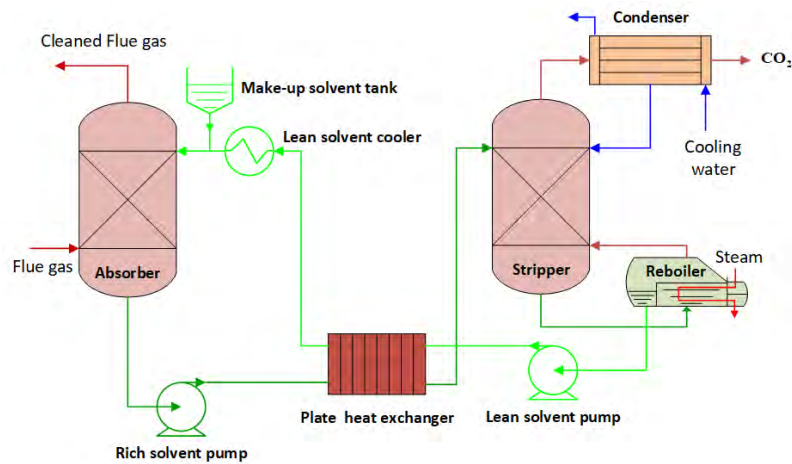 Condenser
Cleaned Flue gas
CO₂
Make-up solvent tank
Lean solvent cooler
Cooling
water
Flue gas
Absorber
Stripper
Reboiler
Steam
Plate heat exchanger
Lean solvent pump
Rich solvent pump